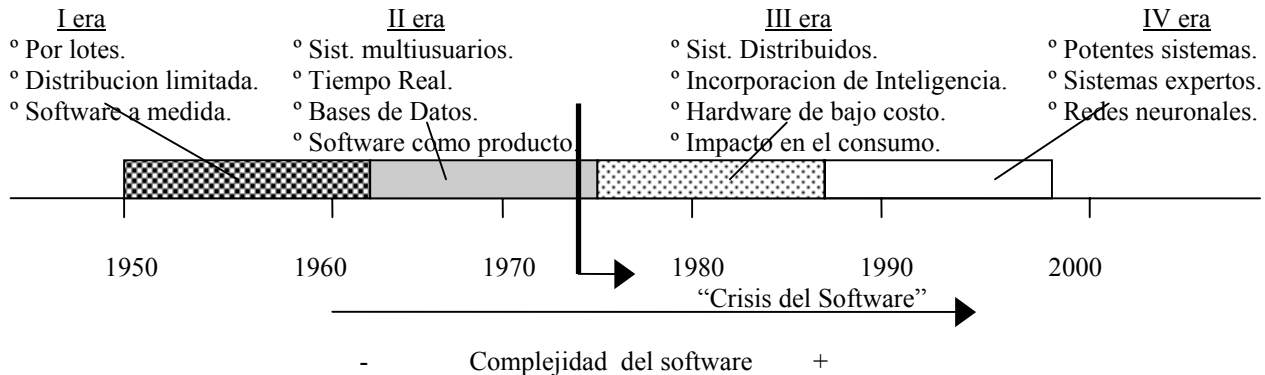 I era
º Por lotes.
º Distribucion limitada.
º Software a medida.
II era
º Sist. multiusuarios.
º Tiempo Real.
º Bases de Datos.
º Software como producto.
III era
º Sist. Distribuidos.
º Incorporacion de Inteligencia.
º Hardware de bajo costo.
º Impacto en el consumo.
IV era
º Potentes sistemas.
º Sistemas expertos.
º Redes neuronales.
1950 1960 1970 1980 1990 2000
“Crisis del Software”
- Complejidad del software +